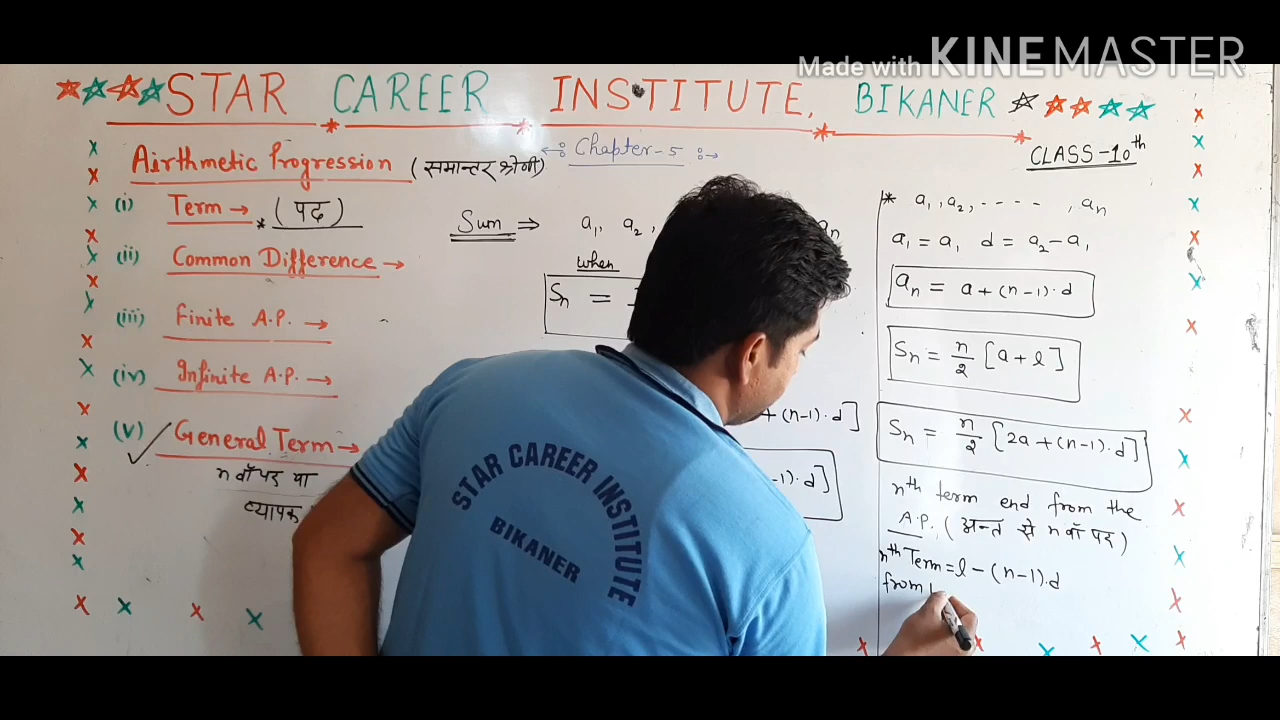 Made with KINEMASTER
STAR CAREER INSTITUTE, BIKANER
Airthmetic Progression (समान्तर श्रेणी)
Chapter-5
CLASS-10th
(i) Term → (पद)
(ii) Common Difference →
(iii) Finite A.P. →
(iv) Infinite A.P. →
(v) General Term →
n वाँ पद या
व्यापक
Sum ⇒ a₁, a₂,
when
Sn =
+ (n-1).d]
-1).d]
* a₁, a₂, - - - - -, an
a₁ = a, d = a₂-a₁
an = a+(n-1).d
Sn = n/2 [a+l]
Sn = n/2 [2a+(n-1).d]
nth term end from the
A.P. (अन्त से n वाँ पद)
nth Term = l - (n-1).d
from
STAR CAREER INSTITUTE
BIKANER